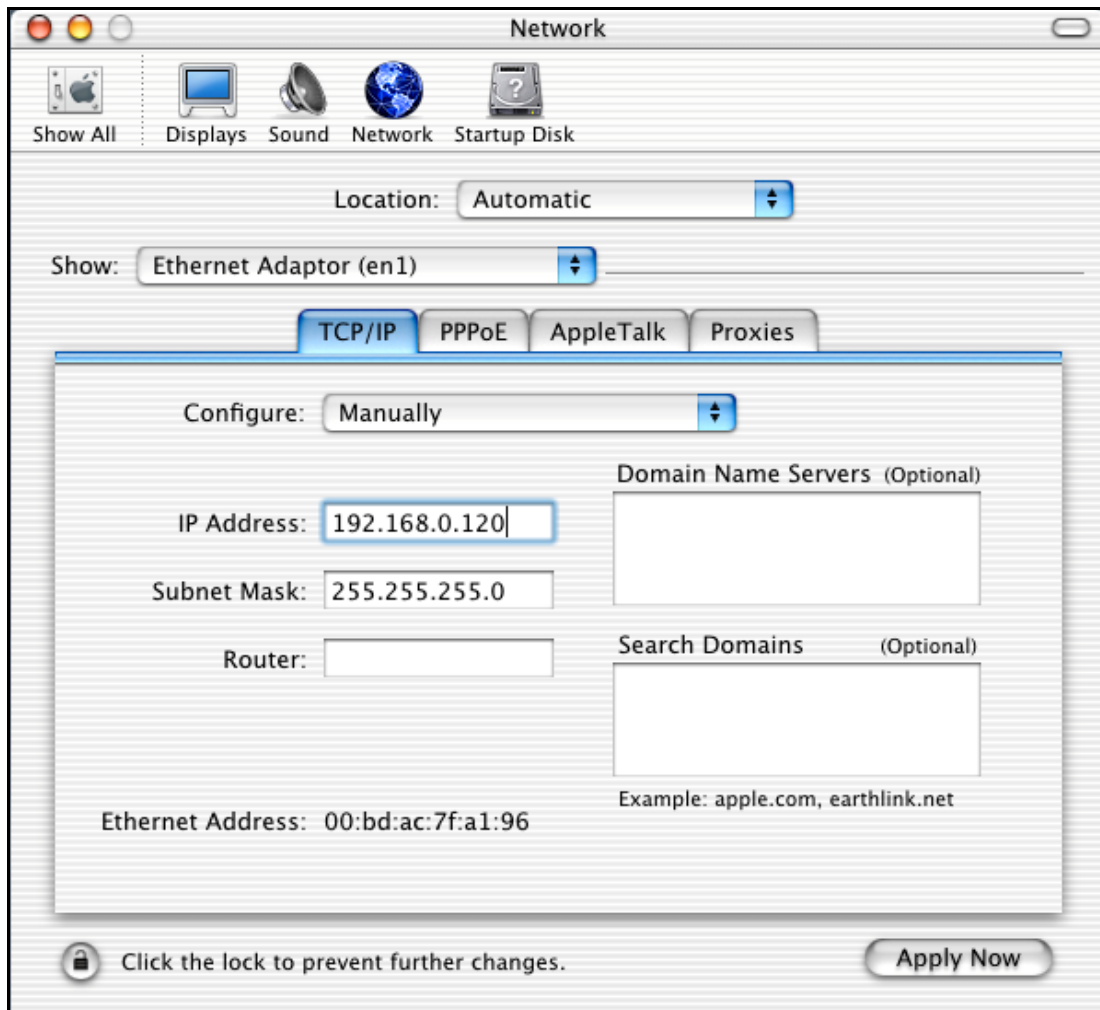 Network
Show All
Displays
Sound
Network
Startup Disk
Location: Automatic
Show: Ethernet Adaptor (en1)
TCP/IP
PPPoE
AppleTalk
Proxies
Configure: Manually
Domain Name Servers (Optional)
IP Address: 192.168.0.120
Subnet Mask: 255.255.255.0
Router:
Search Domains (Optional)
Example: apple.com, earthlink.net
Ethernet Address: 00:bd:ac:7f:a1:96
Click the lock to prevent further changes.
Apply Now